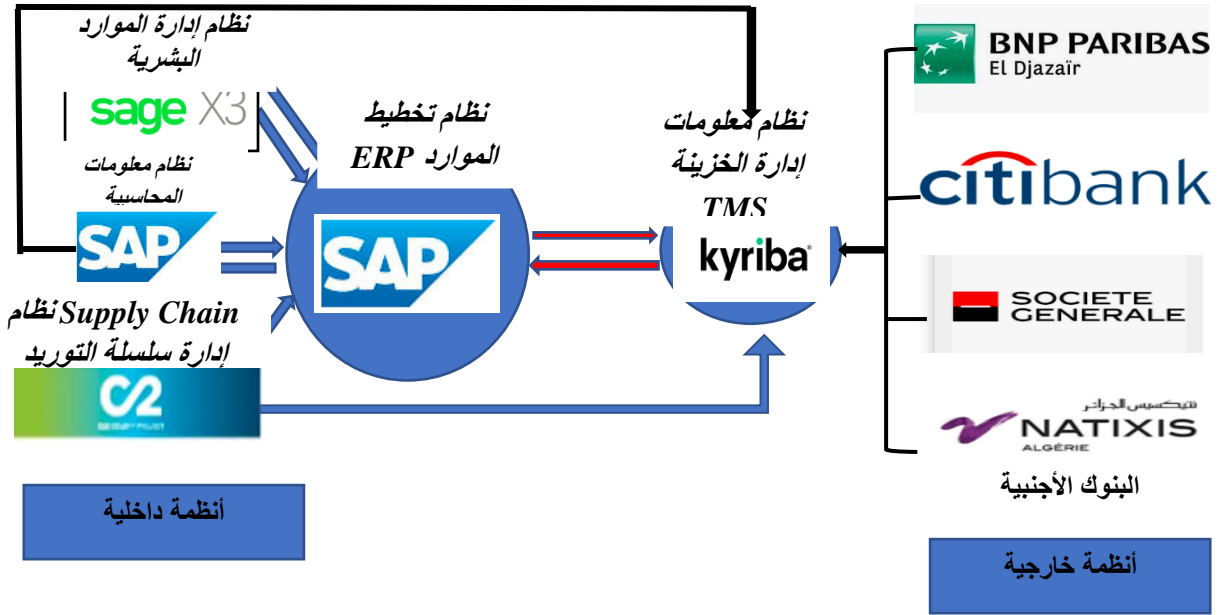 نظام إدارة الموارد
البشرية
sage X3
نظام معلومات
المحاسبية
SAP
نظام Supply Chain
إدارة سلسلة التوريد
C2
أنظمة داخلية
نظام تخطيط
الموارد ERP
SAP
نظام معلومات
إدارة الخزينة
TMS
kyriba
BNP PARIBAS
El Djazaïr
citibank
SOCIETE
GENERALE
نتيكسيس الجزائر
NATIXIS
ALGÉRIE
البنوك الأجنبية
أنظمة خارجية